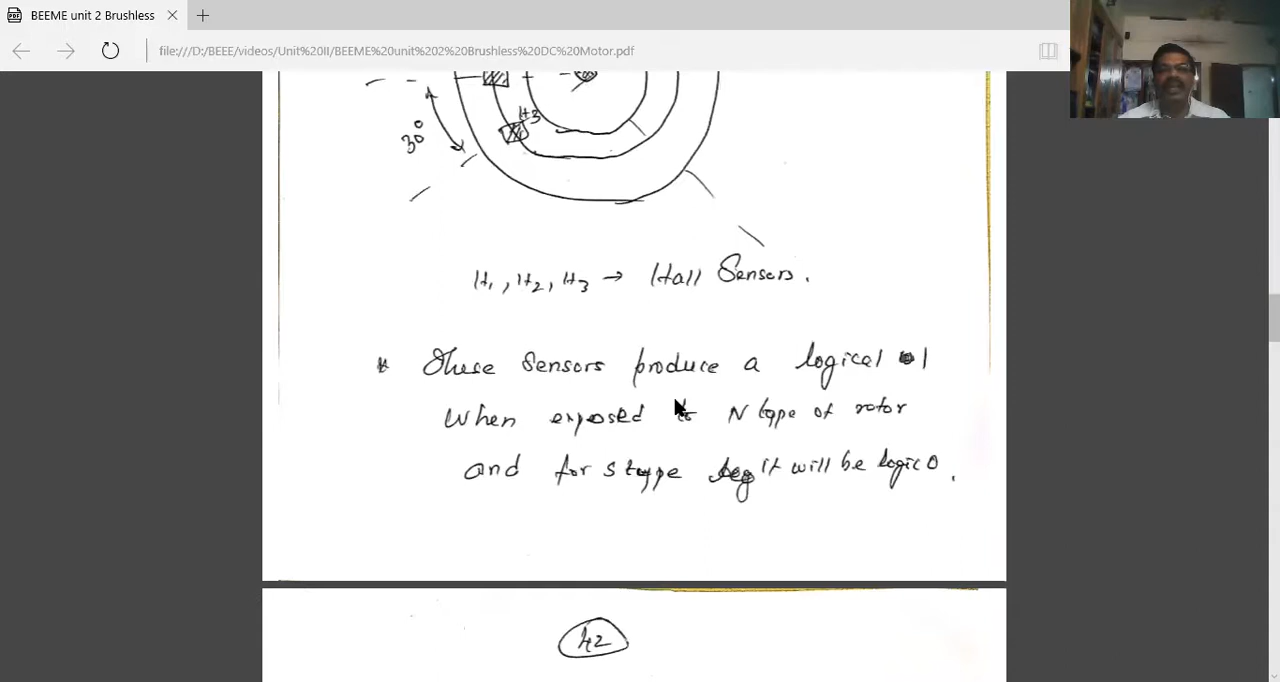 BEEME unit 2 Brushless
file:///D:/BEEE/videos/Unit%20II/BEEME%20unit%202%20Brushless%20DC%20Motor.pdf
H3
30°
H1, H2, H3 → Hall Sensors.
* These Sensors produce a logical 1
When exposed to N type of rotor
and for S type it will be logic 0.
42